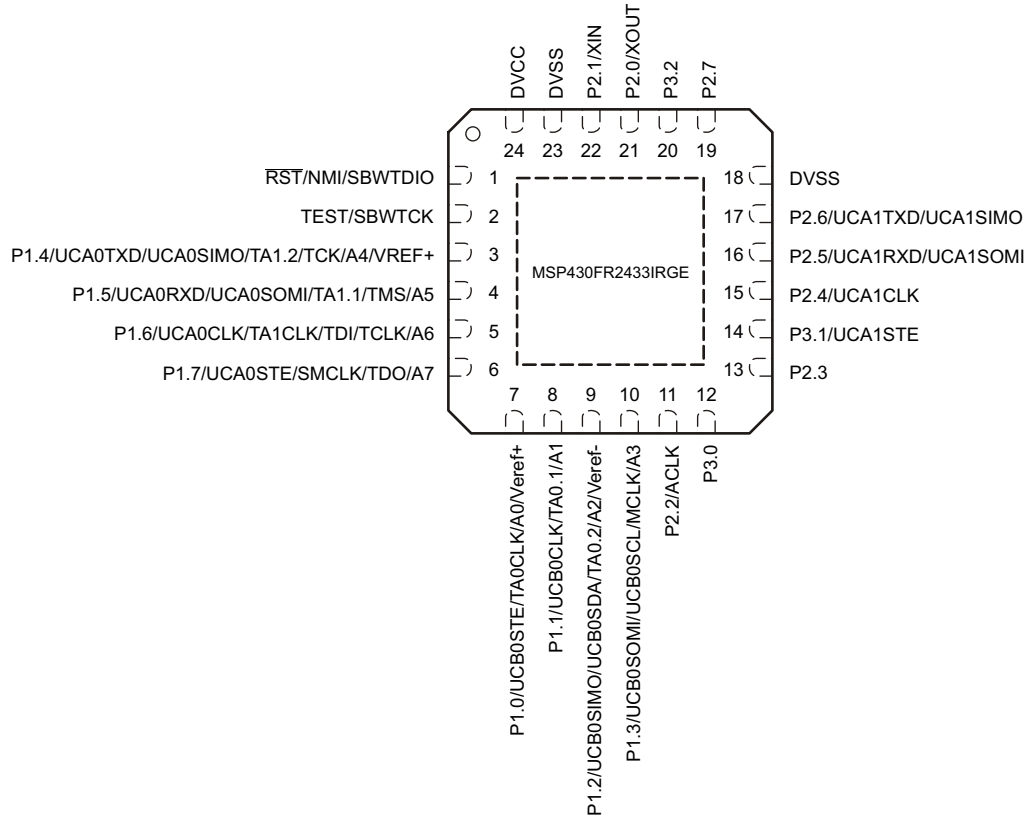 DVCC
DVSS
P2.1/XIN
P2.0/XOUT
P3.2
P2.7
24
23
22
21
20
19
RST/NMI/SBWTDIO
1
TEST/SBWTCK
2
P1.4/UCA0TXD/UCA0SIMO/TA1.2/TCK/A4/VREF+
3
P1.5/UCA0RXD/UCA0SOMI/TA1.1/TMS/A5
4
P1.6/UCA0CLK/TA1CLK/TDI/TCLK/A6
5
P1.7/UCA0STE/SMCLK/TDO/A7
6
MSP430FR2433IRGE
18
DVSS
17
P2.6/UCA1TXD/UCA1SIMO
16
P2.5/UCA1RXD/UCA1SOMI
15
P2.4/UCA1CLK
14
P3.1/UCA1STE
13
P2.3
7
8
9
10
11
12
P1.0/UCB0STE/TA0CLK/A0/Veref+
P1.1/UCB0CLK/TA0.1/A1
P1.2/UCB0SIMO/UCB0SDA/TA0.2/A2/Veref-
P1.3/UCB0SOMI/UCB0SCL/MCLK/A3
P2.2/ACLK
P3.0